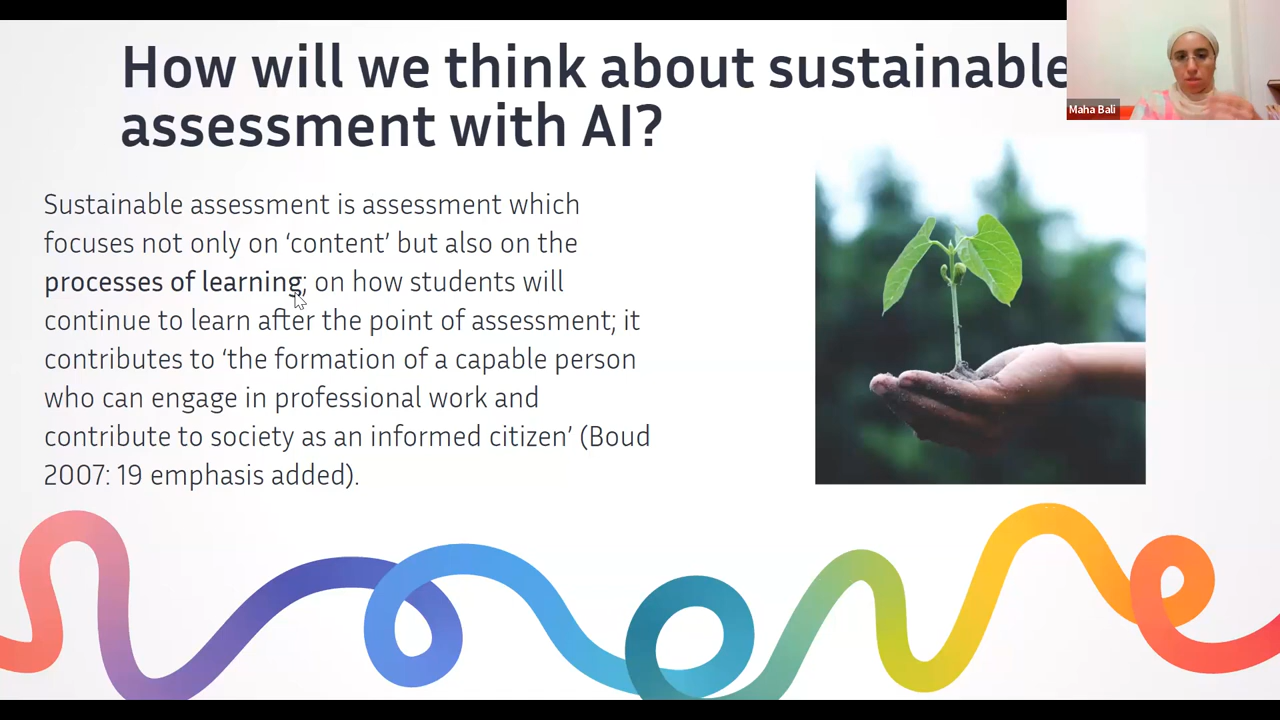 How will we think about sustainable
assessment with AI?
Maha Bali
Sustainable assessment is assessment which
focuses not only on ‘content’ but also on the
processes of learning; on how students will
continue to learn after the point of assessment; it
contributes to ‘the formation of a capable person
who can engage in professional work and
contribute to society as an informed citizen’ (Boud
2007: 19 emphasis added).